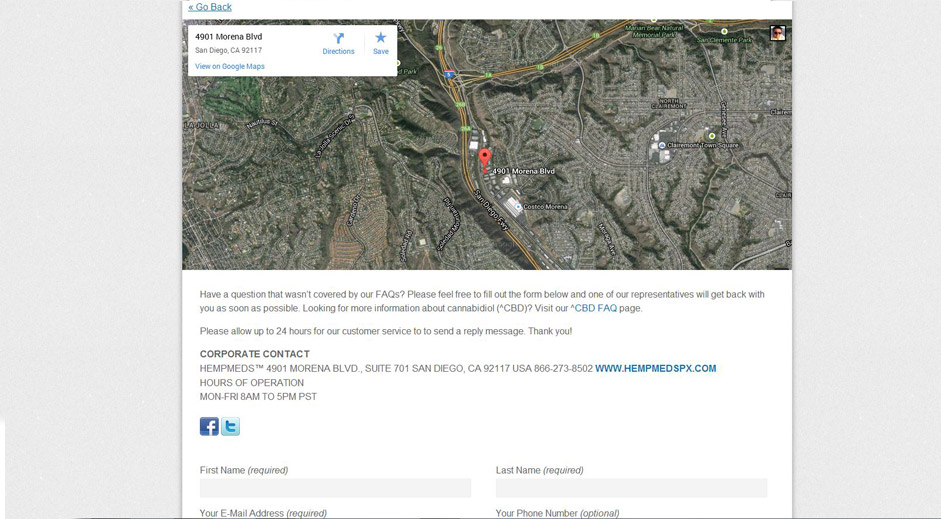 « Go Back
4901 Morena Blvd
San Diego, CA 92117
View on Google Maps
Directions
Save
Memorial Park
San Clemente Park
LA JOLLA
Nautilus St
NORTH
CLAIREMONT
Clairemont Town Square
4901 Morena Blvd
Costco Morena
San Diego Fwy
Have a question that wasn't covered by our FAQs? Please feel free to fill out the form below and one of our representatives will get back with
you as soon as possible. Looking for more information about cannabidiol (^CBD)? Visit our ^CBD FAQ page.
Please allow up to 24 hours for our customer service to to send a reply message. Thank you!
CORPORATE CONTACT
HEMPMEDS™ 4901 MORENA BLVD., SUITE 701 SAN DIEGO, CA 92117 USA 866-273-8502 WWW.HEMPMEDSPX.COM
HOURS OF OPERATION
MON-FRI 8AM TO 5PM PST
First Name (required)
Last Name (required)
Your E-Mail Address (required)
Your Phone Number (optional)